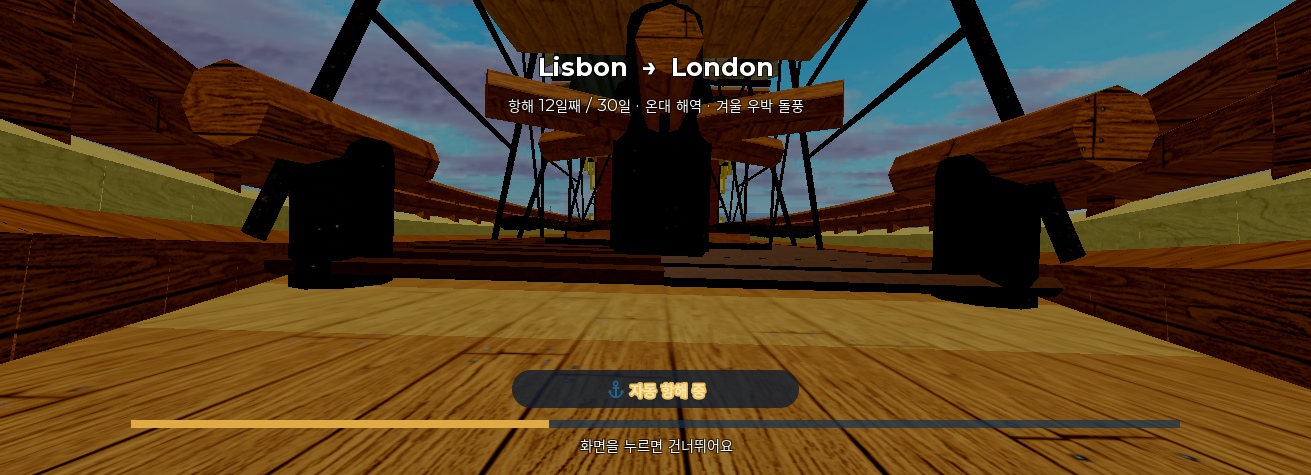 Lisbon → London
항해 12일째 / 30일 · 온대 해역 · 겨울 우박 돌풍
⚓ 자동 항해 중
화면을 누르면 건너뛰어요